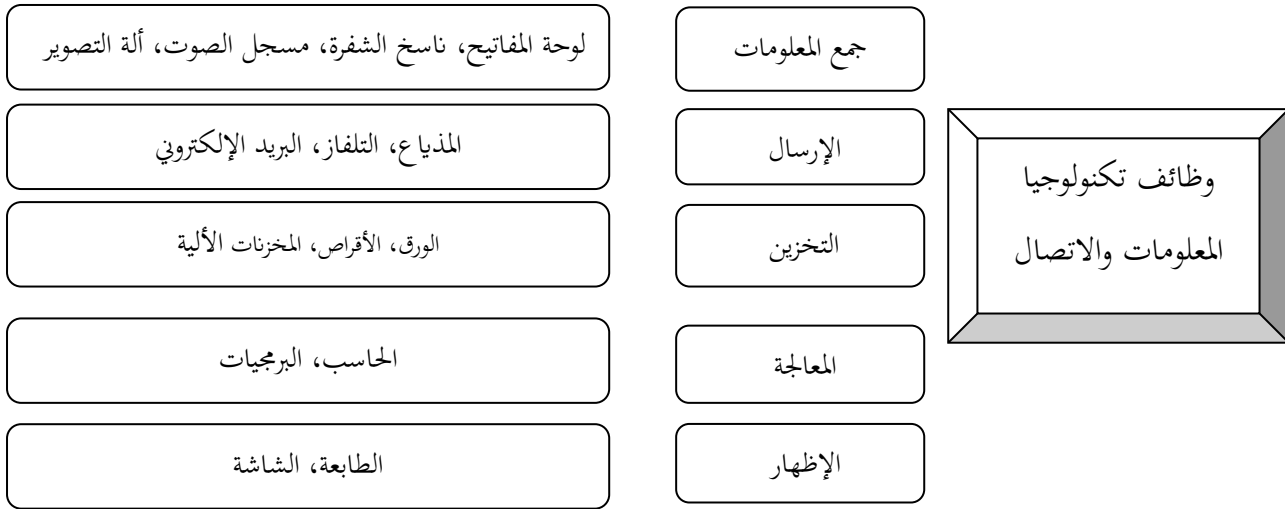 وظائف تكنولوجيا
المعلومات والاتصال
جمع المعلومات
لوحة المفاتيح، ناسخ الشفرة، مسجل الصوت، ألة التصوير
الإرسال
المذياع، التلفاز، البريد الإلكتروني
التخزين
الورق، الأقراص، المخزنات الألية
المعالجة
الحاسب، البرمجيات
الإظهار
الطابعة، الشاشة